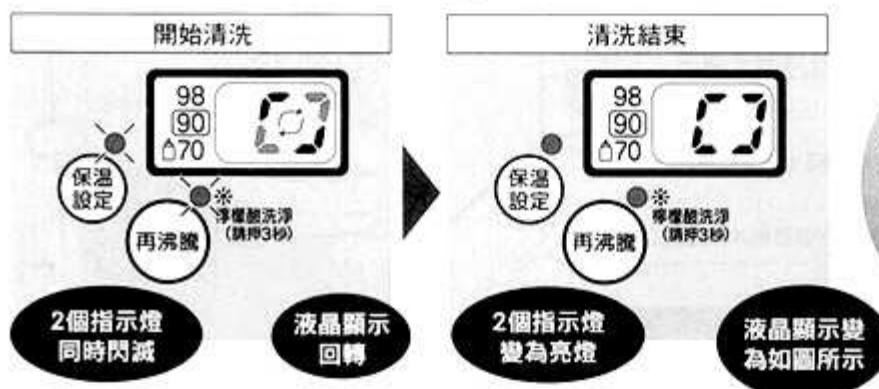 開始清洗
98
90
70
保溫
設定
※
檸檬酸洗淨
(請押3秒)
再沸騰
2個指示燈
同時閃滅
液晶顯示
回轉
清洗結束
98
90
70
保溫
設定
※
檸檬酸洗淨
(請押3秒)
再沸騰
2個指示燈
變為亮燈
液晶顯示變
為如圖所示